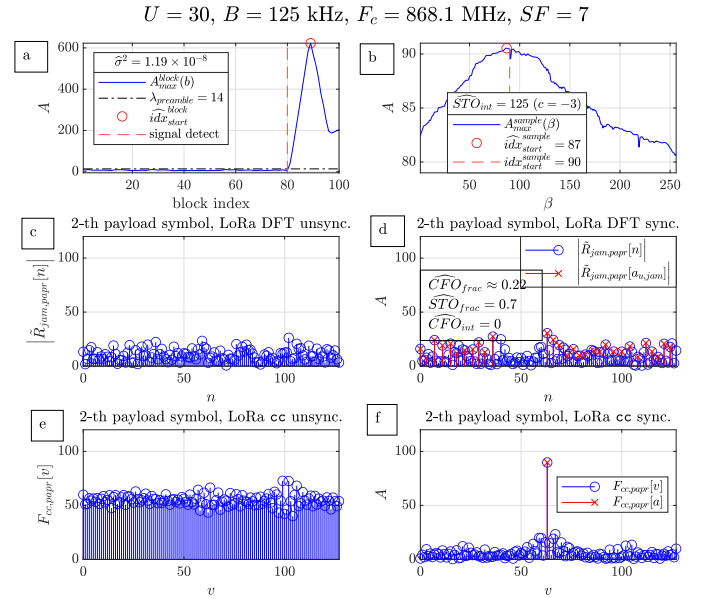 U = 30, B = 125 kHz, F_c = 868.1 MHz, SF = 7
a
A
600
400
200
0
σ̂² = 1.19 × 10⁻⁸
A_max^block(b)
λ_preamble = 14
idx̂_start^block
signal detect
20 40 60 80 100
block index
b
A
90
85
80
ŜTO_int = 125 (c = −3)
A_max^sample(β)
idx̂_start^sample = 87
idx_start^sample = 90
50 100 150 200 250
β
c
2-th payload symbol, LoRa DFT unsync.
|R̃_jam,papr[n]|
100
50
0
0 50 100
n
d
2-th payload symbol, LoRa DFT sync.
A
100
50
0
|R̃_jam,papr[n]|
|R̃_jam,papr[a_u,jam]|
ĈFO_frac ≈ 0.22
ŜTO_frac = 0.7
ĈFO_int = 0
0 50 100
n
e
2-th payload symbol, LoRa cc unsync.
F_cc,papr[v]
100
50
0
0 50 100
v
f
2-th payload symbol, LoRa cc sync.
A
100
50
0
F_cc,papr[v]
F_cc,papr[a]
0 50 100
v